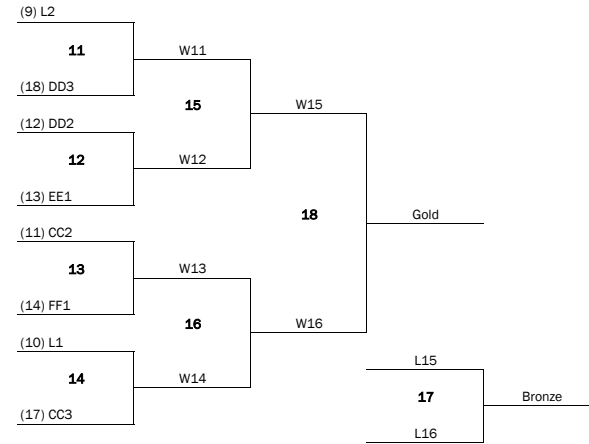 (9) L2
11
W11
(18) DD3
15
W15
(12) DD2
12
W12
(13) EE1
18
Gold
(11) CC2
13
W13
(14) FF1
16
W16
(10) L1
14
W14
(17) CC3
L15
17
Bronze
L16